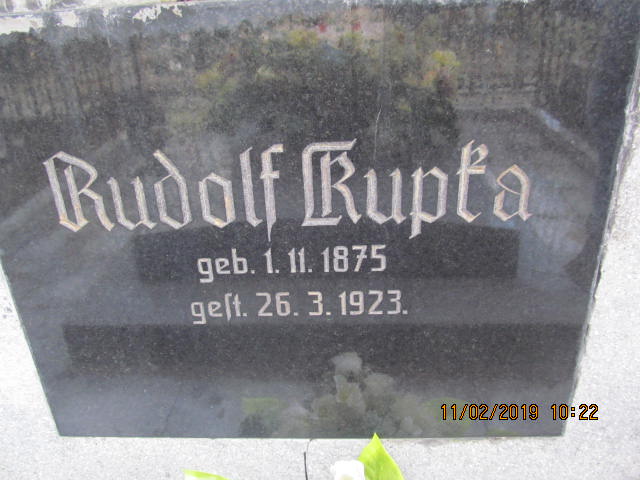 Rudolf Kupka
geb. 1. 11. 1875
geſt. 26. 3. 1923.
11/02/2019 10:22